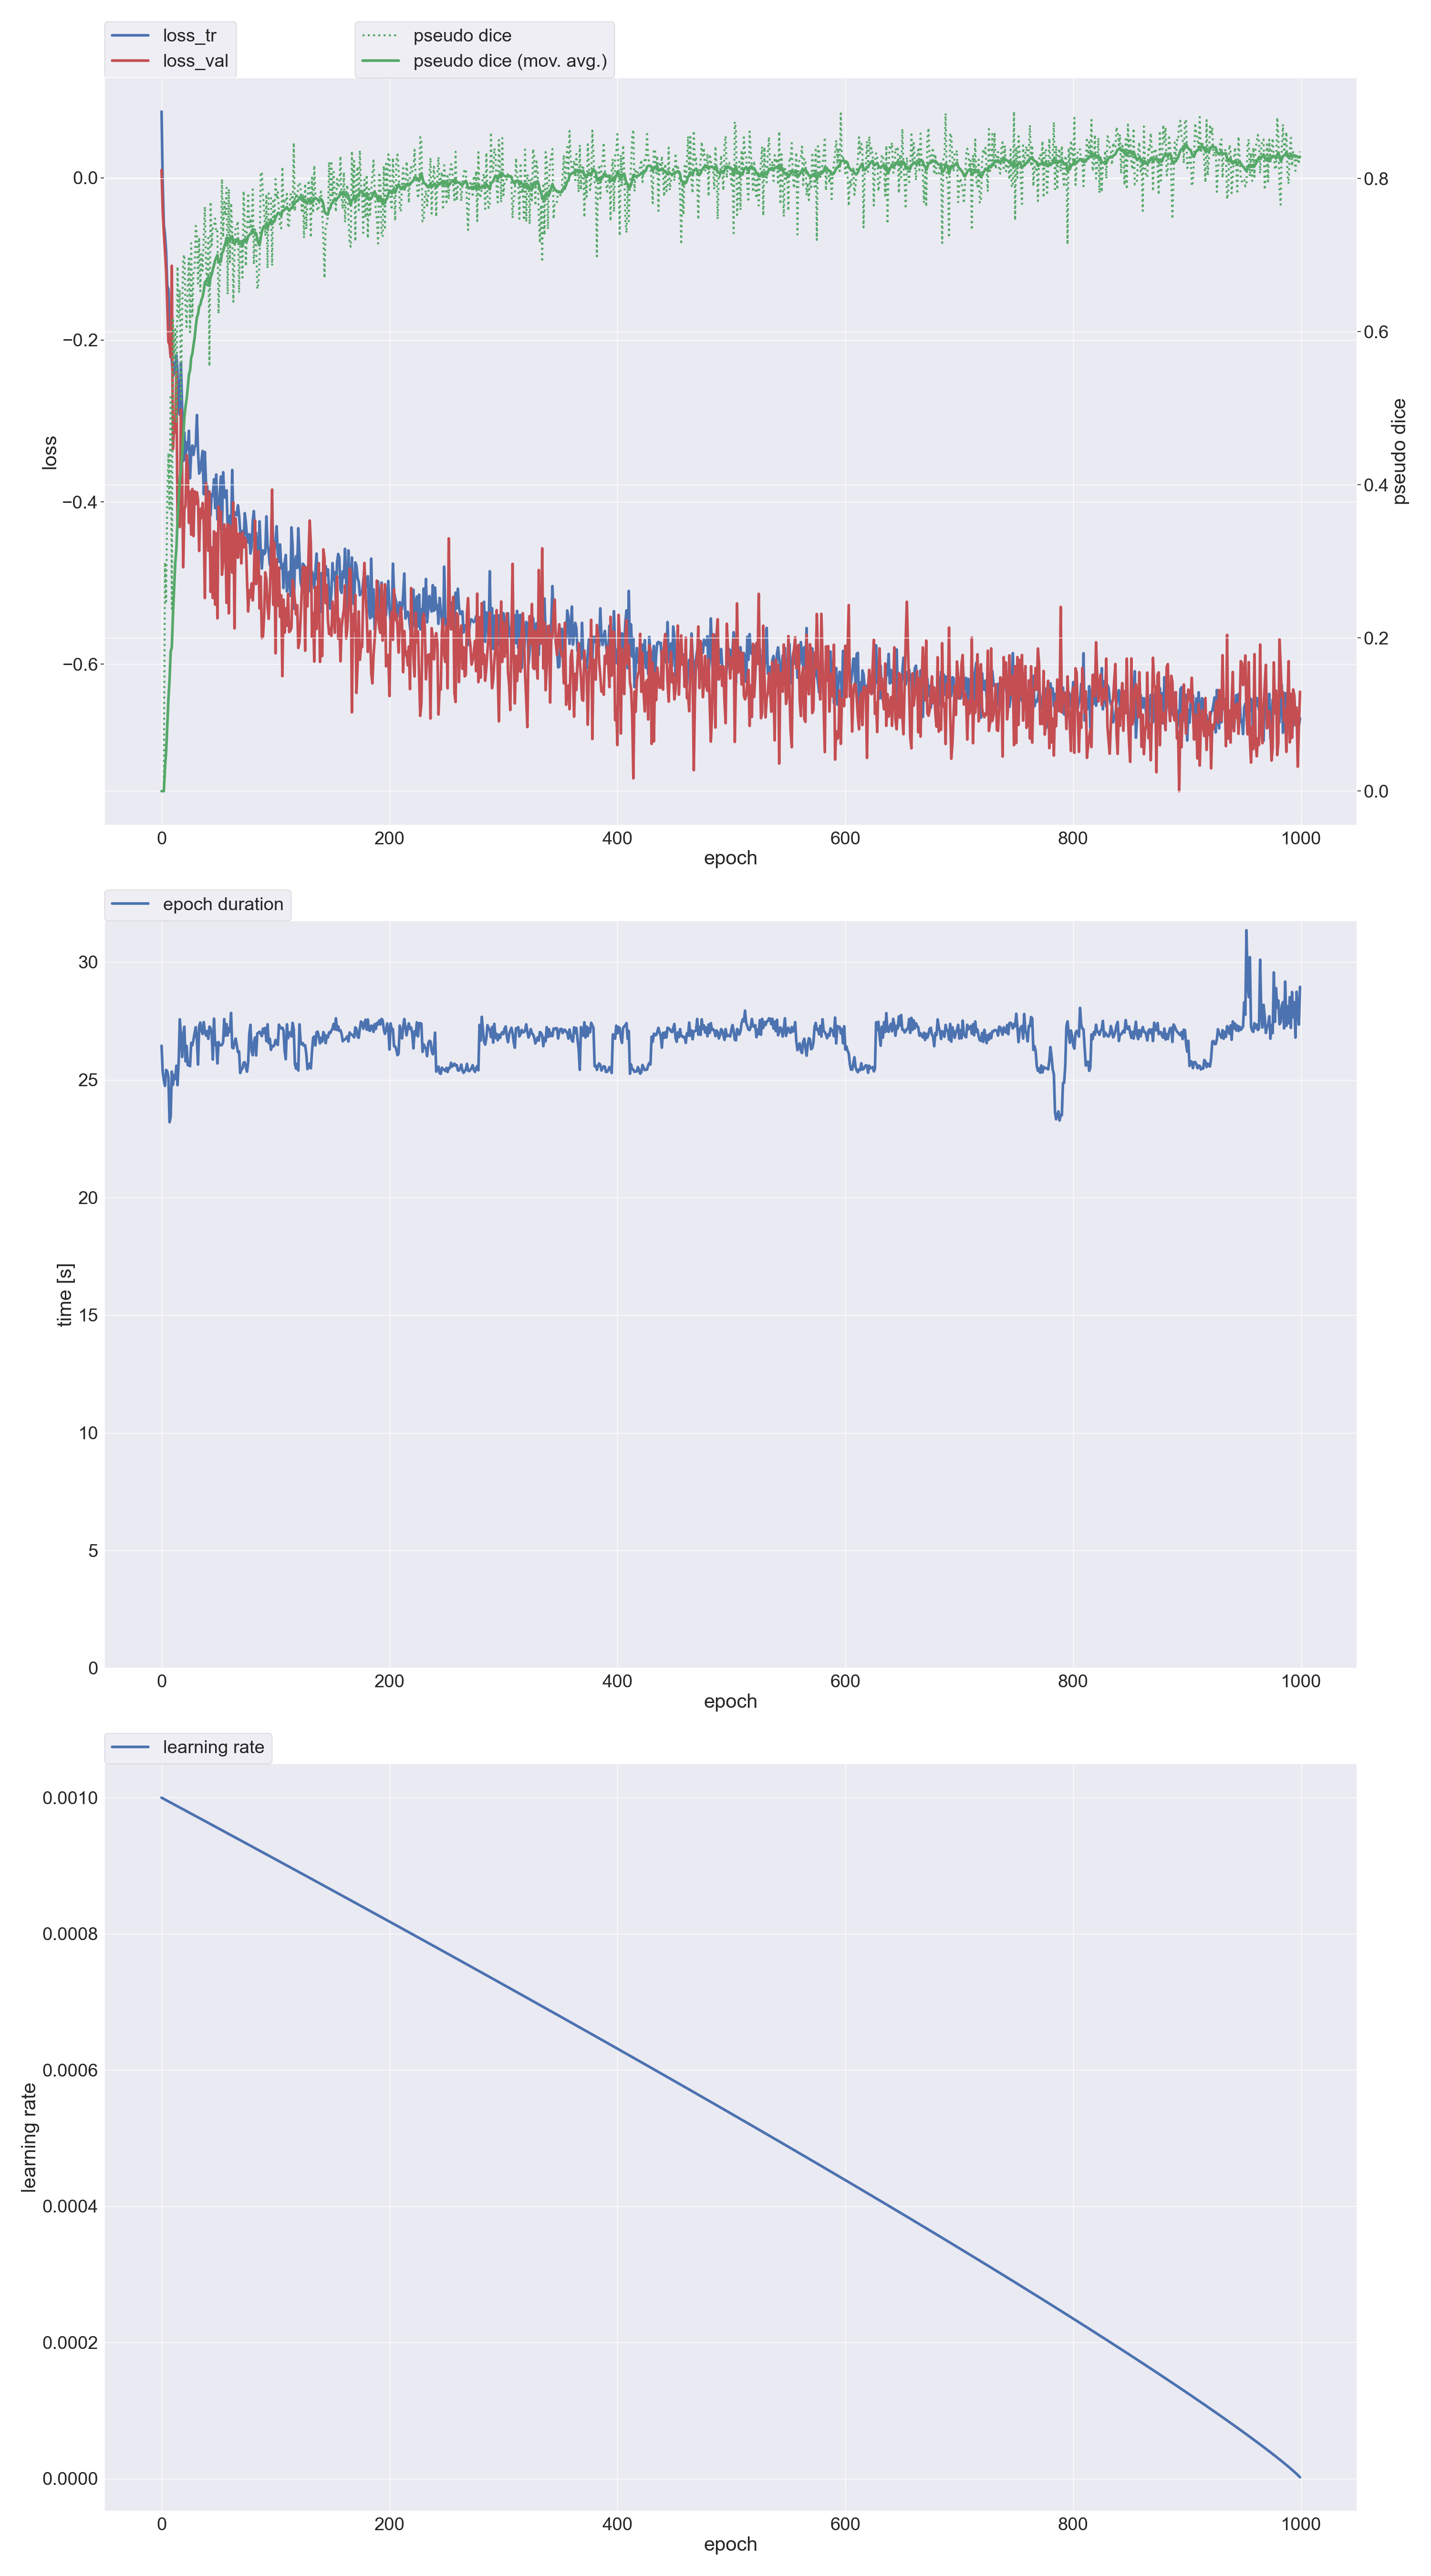 loss_tr
loss_val
pseudo dice
pseudo dice (mov. avg.)
0.0
−0.2
−0.4
−0.6
loss
0.8
0.6
0.4
0.2
0.0
pseudo dice
0 200 400 600 800 1000
epoch
epoch duration
30
25
20
15
10
5
0
time [s]
0 200 400 600 800 1000
epoch
learning rate
0.0010
0.0008
0.0006
0.0004
0.0002
0.0000
learning rate
0 200 400 600 800 1000
epoch